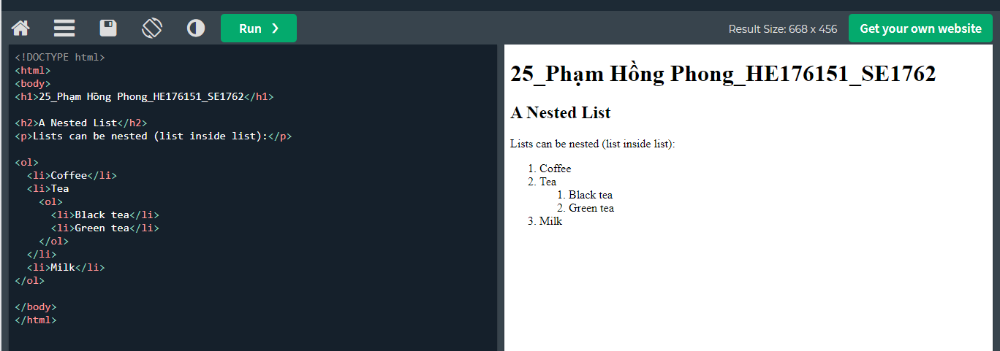 Run ❯
Result Size: 668 x 456
Get your own website
<!DOCTYPE html>
<html>
<body>
<h1>25_Phạm Hồng Phong_HE176151_SE1762</h1>
<h2>A Nested List</h2>
<p>Lists can be nested (list inside list):</p>
<ol>
  <li>Coffee</li>
  <li>Tea
    <ol>
      <li>Black tea</li>
      <li>Green tea</li>
    </ol>
  </li>
  <li>Milk</li>
</ol>
</body>
</html>
25_Phạm Hồng Phong_HE176151_SE1762
A Nested List
Lists can be nested (list inside list):
1. Coffee
2. Tea
1. Black tea
2. Green tea
3. Milk